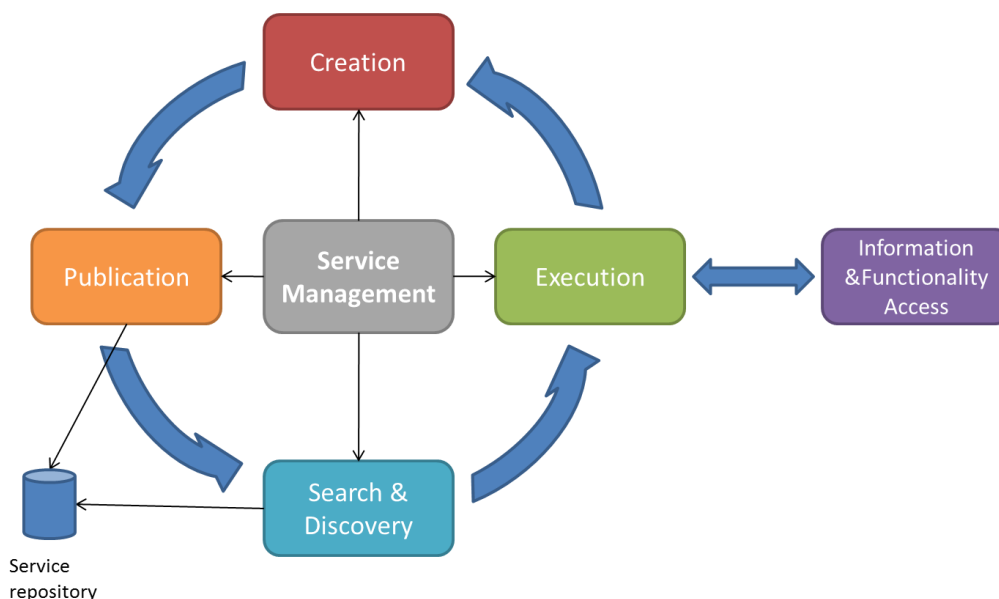 Creation
Publication
Service
Management
Execution
Information
&Functionality
Access
Search &
Discovery
Service
repository